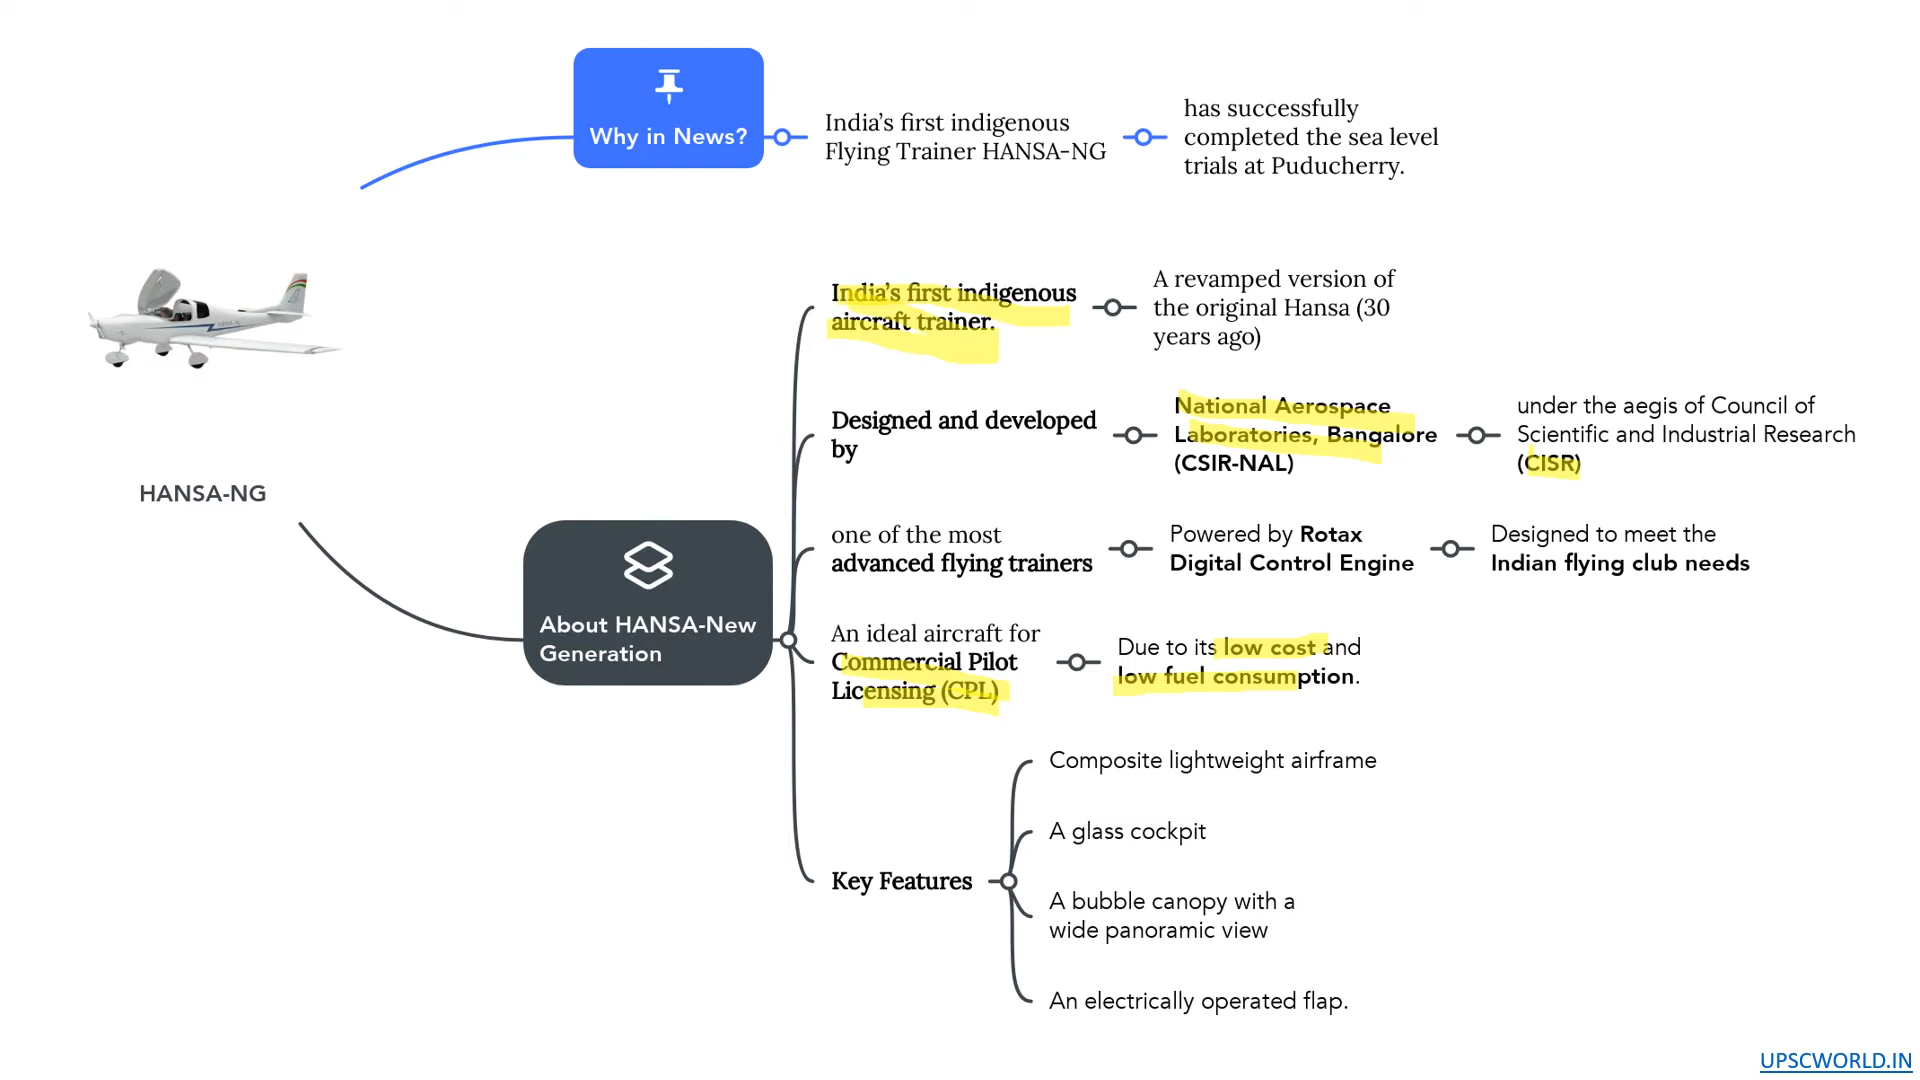 Why in News?
India’s first indigenous
Flying Trainer HANSA-NG
has successfully
completed the sea level
trials at Puducherry.
HANSA-NG
About HANSA-New
Generation
India’s first indigenous
aircraft trainer.
A revamped version of
the original Hansa (30
years ago)
Designed and developed
by
National Aerospace
Laboratories, Bangalore
(CSIR-NAL)
under the aegis of Council of
Scientific and Industrial Research
(CISR)
one of the most
advanced flying trainers
Powered by Rotax
Digital Control Engine
Designed to meet the
Indian flying club needs
An ideal aircraft for
Commercial Pilot
Licensing (CPL)
Due to its low cost and
low fuel consumption.
Key Features
Composite lightweight airframe
A glass cockpit
A bubble canopy with a
wide panoramic view
An electrically operated flap.
UPSCWORLD.IN